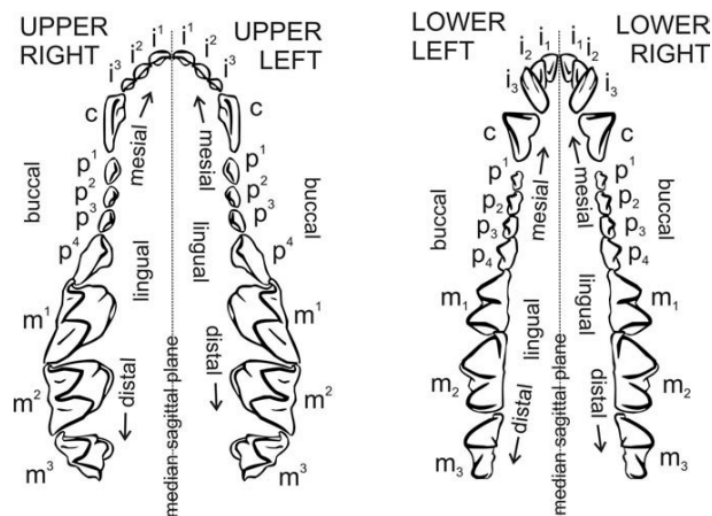 UPPER
RIGHT
UPPER
LEFT
i³ i² i¹ i¹ i² i³
c c
mesial mesial
p¹ p¹
p² p²
p³ p³
p⁴ p⁴
buccal buccal
lingual lingual
m¹ m¹
distal distal
m² m²
m³ m³
median sagittal plane
LOWER
LEFT
LOWER
RIGHT
i₃ i₂ i₁ i₁ i₂ i₃
c c
mesial mesial
p¹ p¹
p₂ p₂
p₃ p₃
p₄ p₄
buccal buccal
lingual lingual
m₁ m₁
m₂ m₂
distal distal
m₃ m₃
median sagittal plane